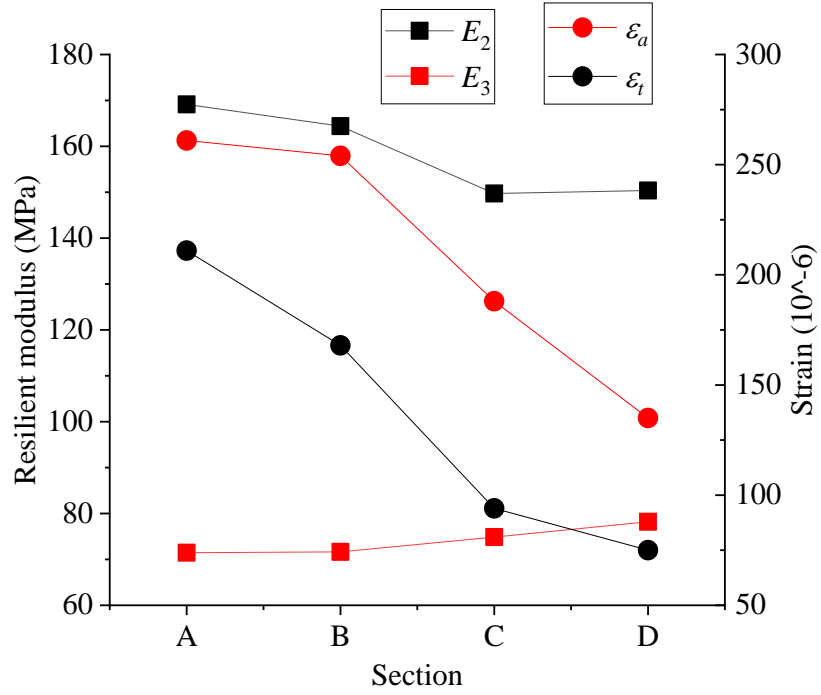 E₂
E₃
εₐ
εₜ
180
160
140
120
100
80
60
Resilient modulus (MPa)
300
250
200
150
100
50
Strain (10^-6)
A B C D
Section